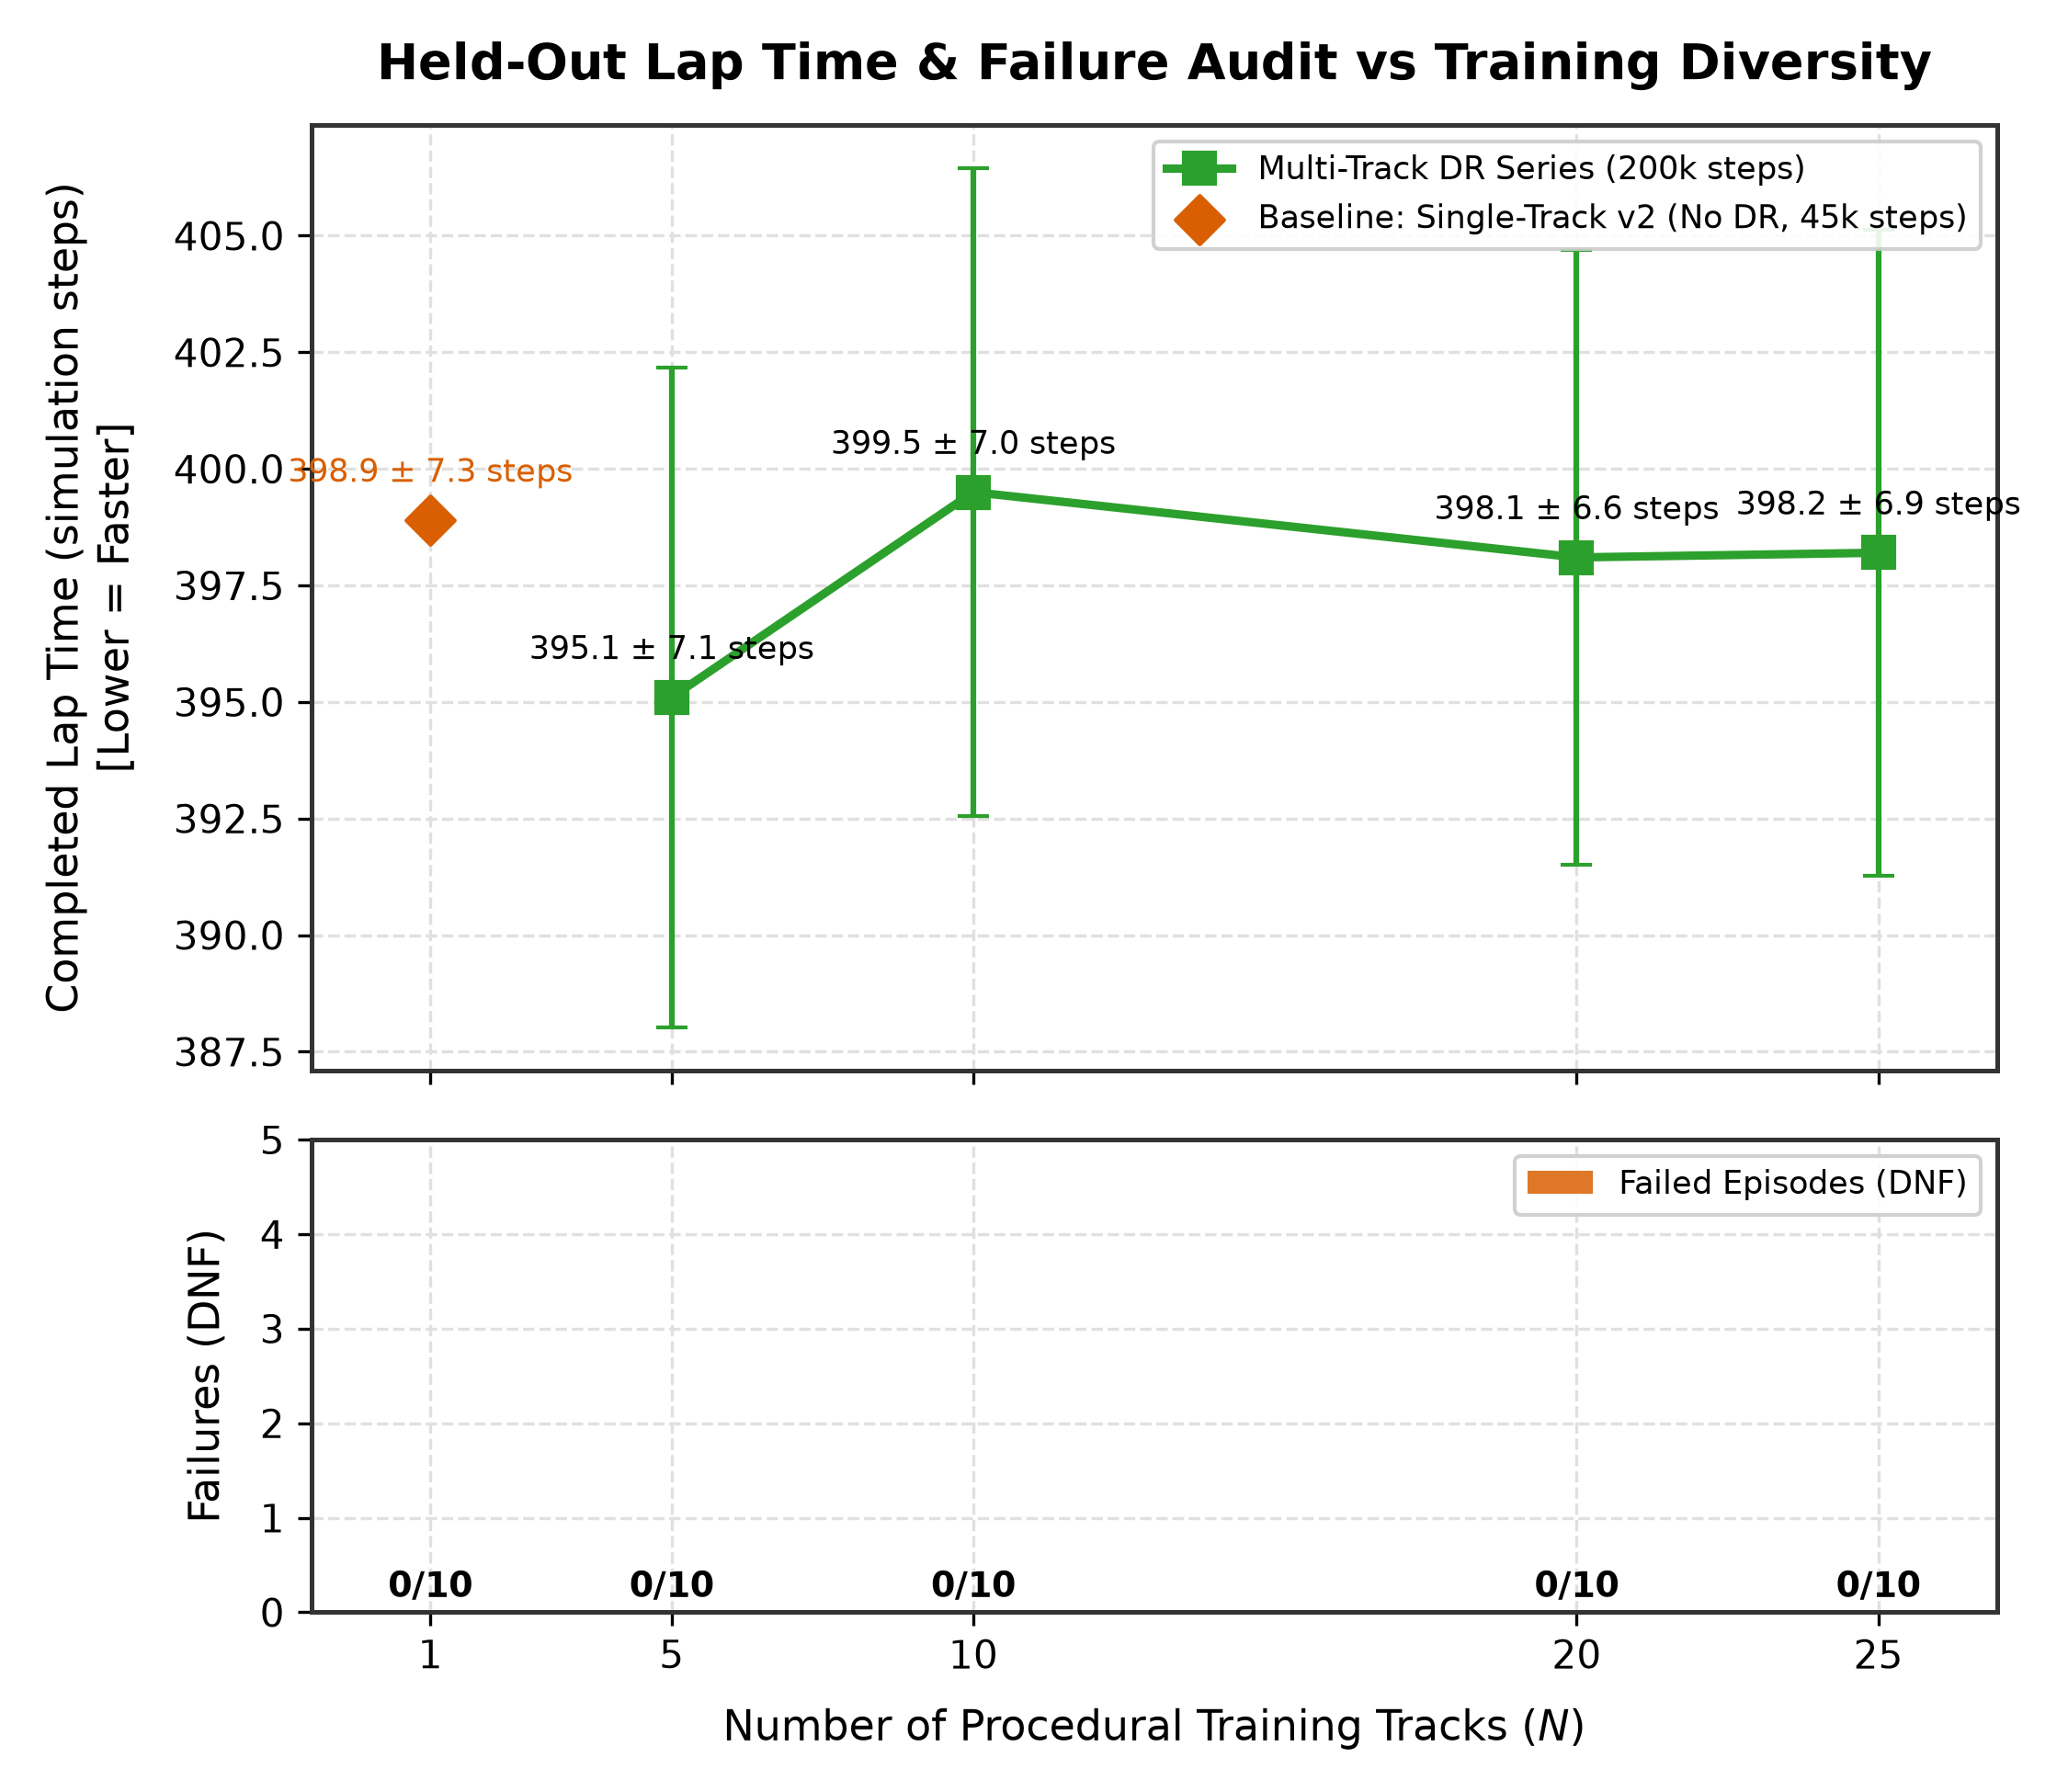 Held-Out Lap Time & Failure Audit vs Training Diversity
Completed Lap Time (simulation steps)
[Lower = Faster]
405.0
402.5
400.0
397.5
395.0
392.5
390.0
387.5
Multi-Track DR Series (200k steps)
Baseline: Single-Track v2 (No DR, 45k steps)
398.9 ± 7.3 steps
395.1 ± 7.1 steps
399.5 ± 7.0 steps
398.1 ± 6.6 steps
398.2 ± 6.9 steps
Failures (DNF)
5
4
3
2
1
0
Failed Episodes (DNF)
0/10
0/10
0/10
0/10
0/10
1
5
10
20
25
Number of Procedural Training Tracks (N)